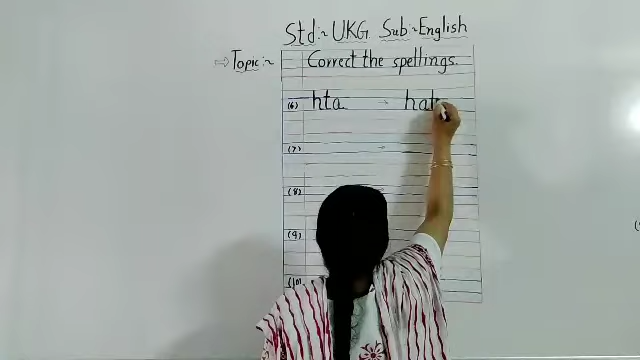 Std:~ UKG Sub:~ English
⇨ Topic:~ Correct the spellings.
(6) hta - hat
(7) -
(8)
(9)
(10)